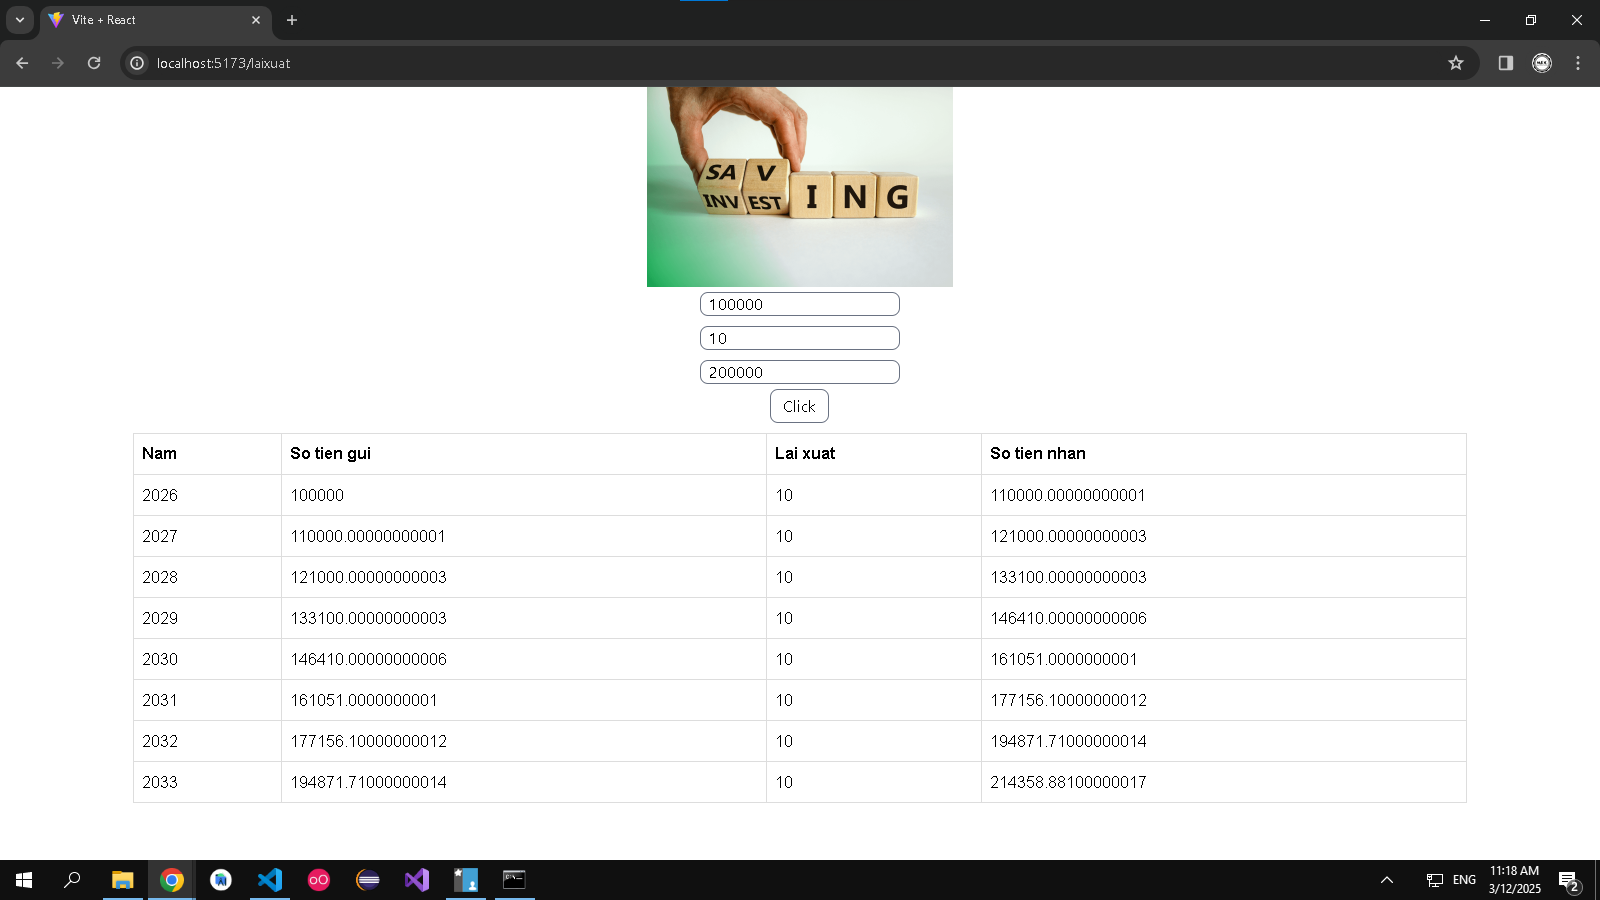 Vite + React
localhost:5173/laixuat
SA V
INV EST I N G
100000
10
200000
Click
Nam So tien gui Lai xuat So tien nhan
2026 100000 10 110000.00000000001
2027 110000.00000000001 10 121000.00000000003
2028 121000.00000000003 10 133100.00000000003
2029 133100.00000000003 10 146410.00000000006
2030 146410.00000000006 10 161051.0000000001
2031 161051.0000000001 10 177156.10000000012
2032 177156.10000000012 10 194871.71000000014
2033 194871.71000000014 10 214358.88100000017
ENG
11:18 AM
3/12/2025
2